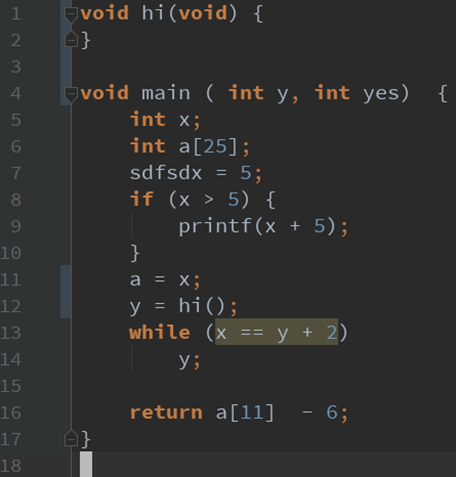 1 void hi(void) {
2 }
3
4 void main ( int y, int yes)  {
5     int x;
6     int a[25];
7     sdfsdx = 5;
8     if (x > 5) {
9         printf(x + 5);
10     }
11     a = x;
12     y = hi();
13     while (x == y + 2)
14         y;
15
16     return a[11]  - 6;
17 }
18